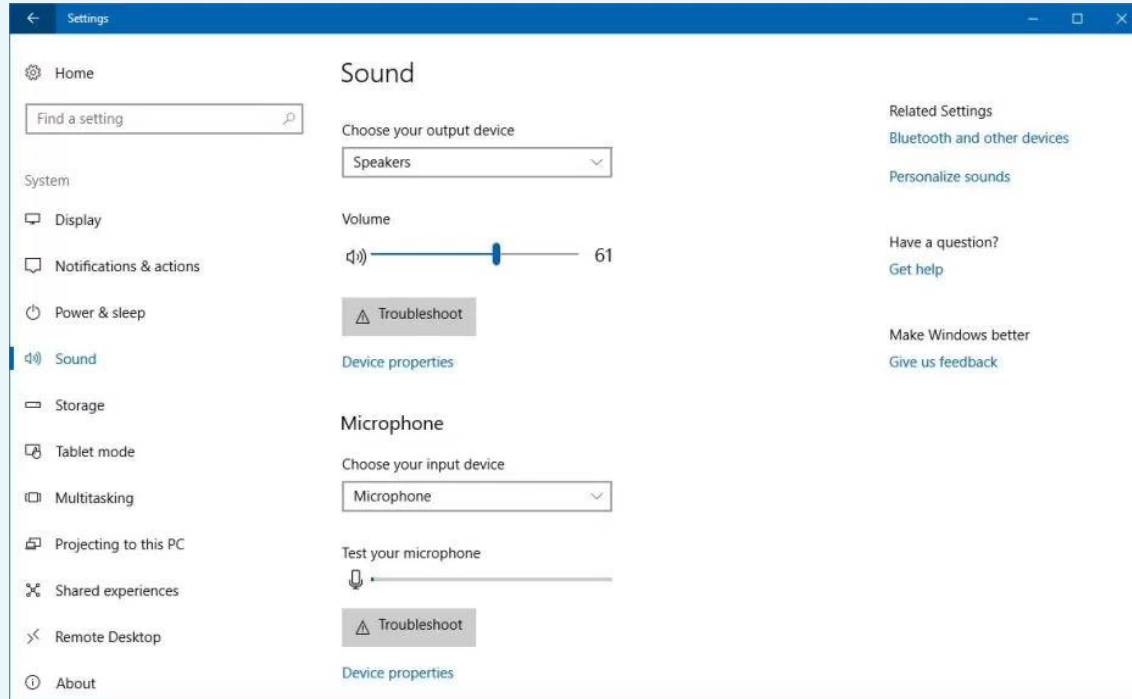 Settings
Home
Find a setting
System
Display
Notifications & actions
Power & sleep
Sound
Storage
Tablet mode
Multitasking
Projecting to this PC
Shared experiences
Remote Desktop
About
Sound
Choose your output device
Speakers
Volume
61
Troubleshoot
Device properties
Microphone
Choose your input device
Microphone
Test your microphone
Troubleshoot
Device properties
Related Settings
Bluetooth and other devices
Personalize sounds
Have a question?
Get help
Make Windows better
Give us feedback